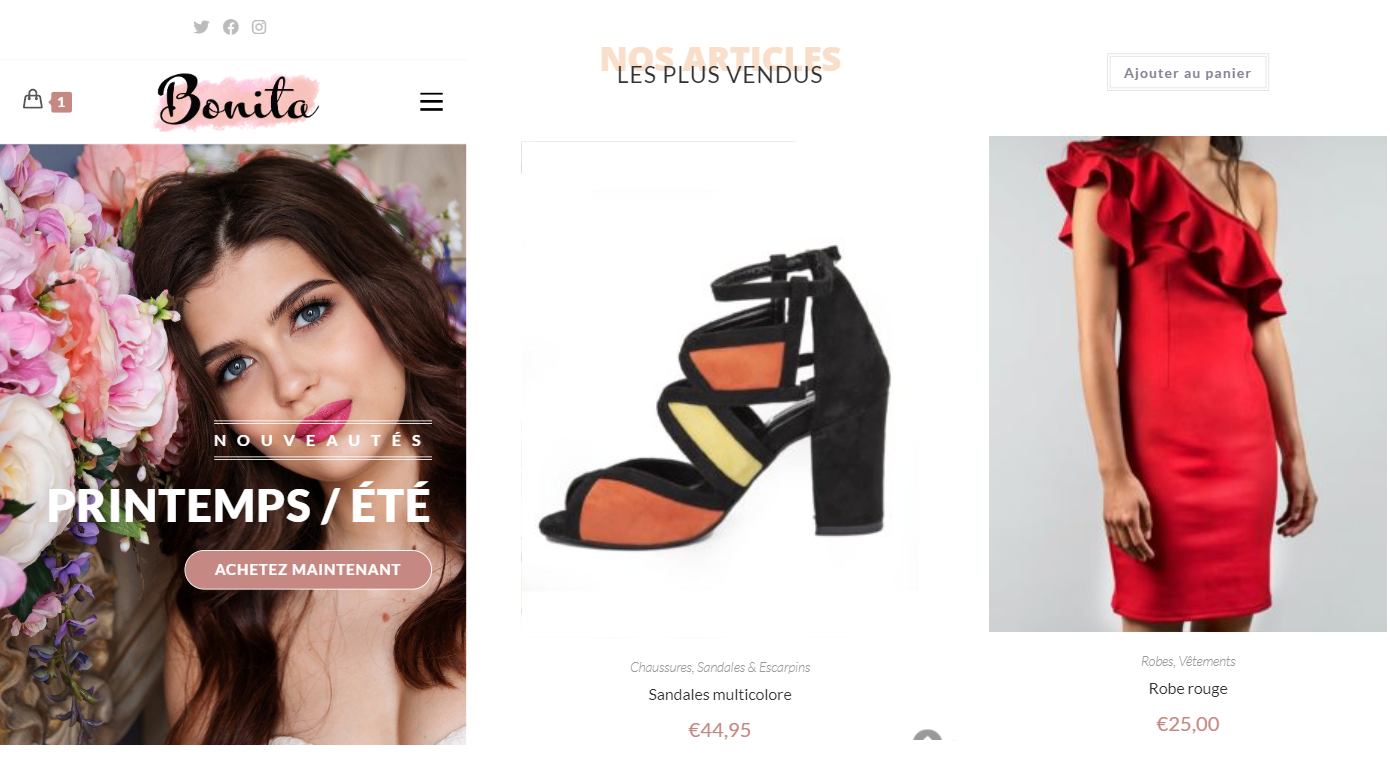 1
Bonita
NOUVEAUTÉS
PRINTEMPS / ÉTÉ
ACHETEZ MAINTENANT
NOS ARTICLES
LES PLUS VENDUS
Chaussures, Sandales & Escarpins
Sandales multicolore
€44,95
Ajouter au panier
Robes, Vêtements
Robe rouge
€25,00